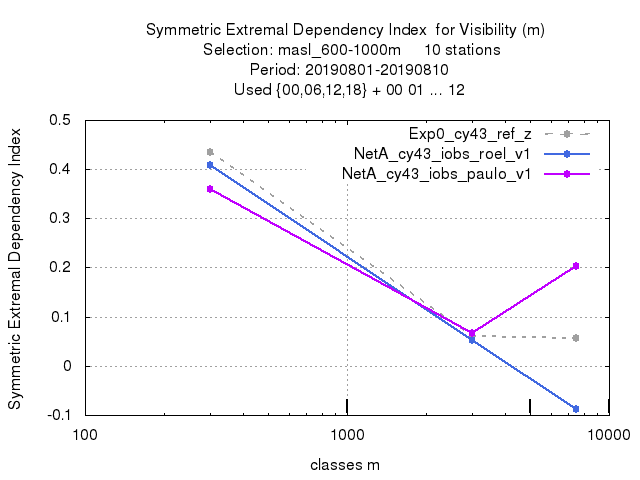 Symmetric Extremal Dependency Index  for Visibility (m)
Selection: masl_600-1000m     10 stations
Period: 20190801-20190810
Used {00,06,12,18} + 00 01 ... 12
Symmetric Extremal Dependency Index
0.5
0.4
0.3
0.2
0.1
0
-0.1
Exp0_cy43_ref_z
NetA_cy43_iobs_roel_v1
NetA_cy43_iobs_paulo_v1
100 1000 10000
classes m